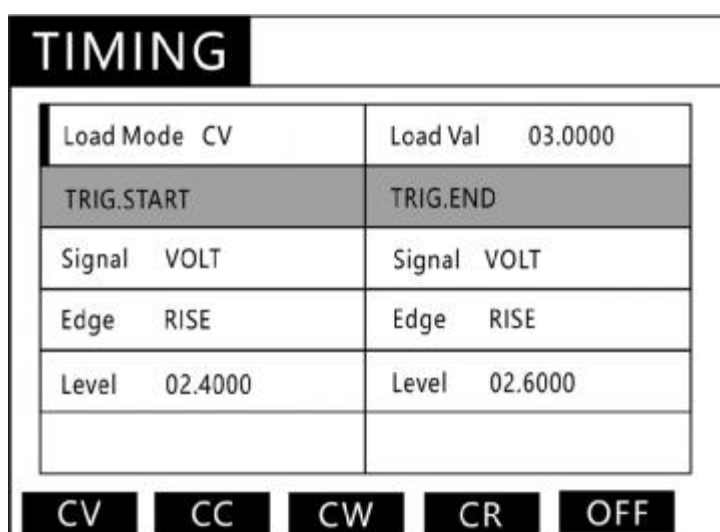 TIMING
Load Mode CV Load Val 03.0000
TRIG.START TRIG.END
Signal VOLT Signal VOLT
Edge RISE Edge RISE
Level 02.4000 Level 02.6000
CV CC CW CR OFF